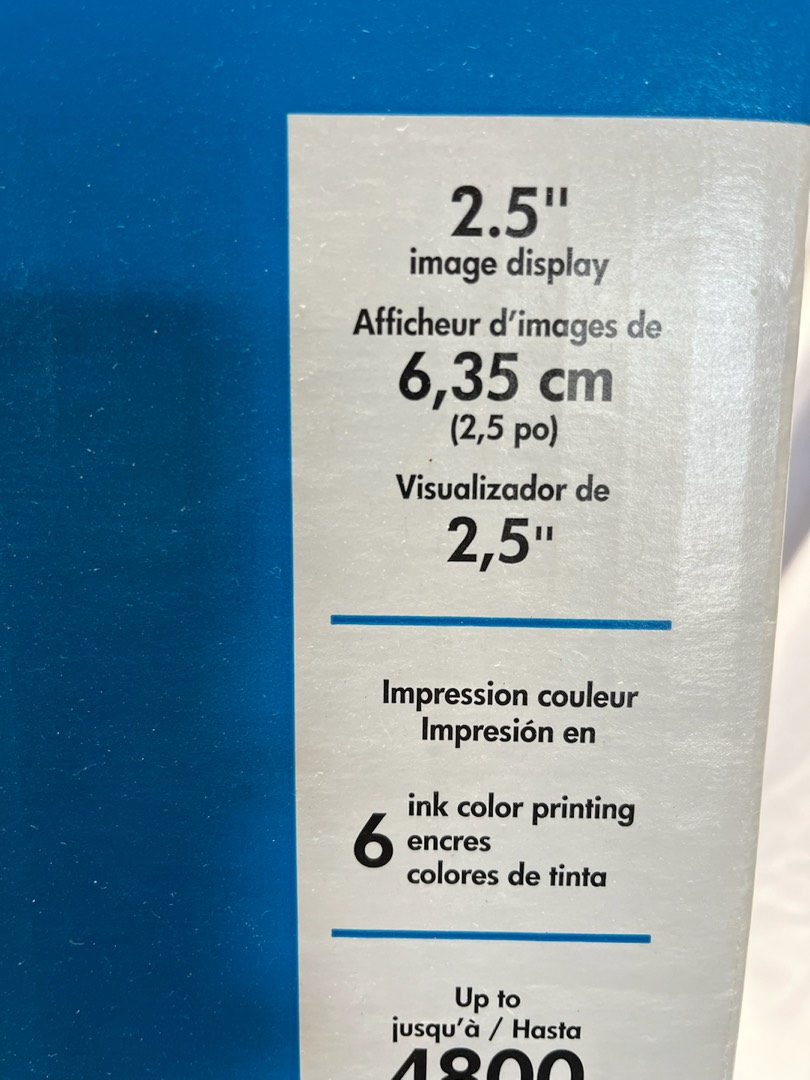 2.5"
image display
Afficheur d'images de
6,35 cm
(2,5 po)
Visualizador de
2,5"
Impression couleur
Impresión en
6 ink color printing
encres
colores de tinta
Up to
jusqu'à / Hasta
4800